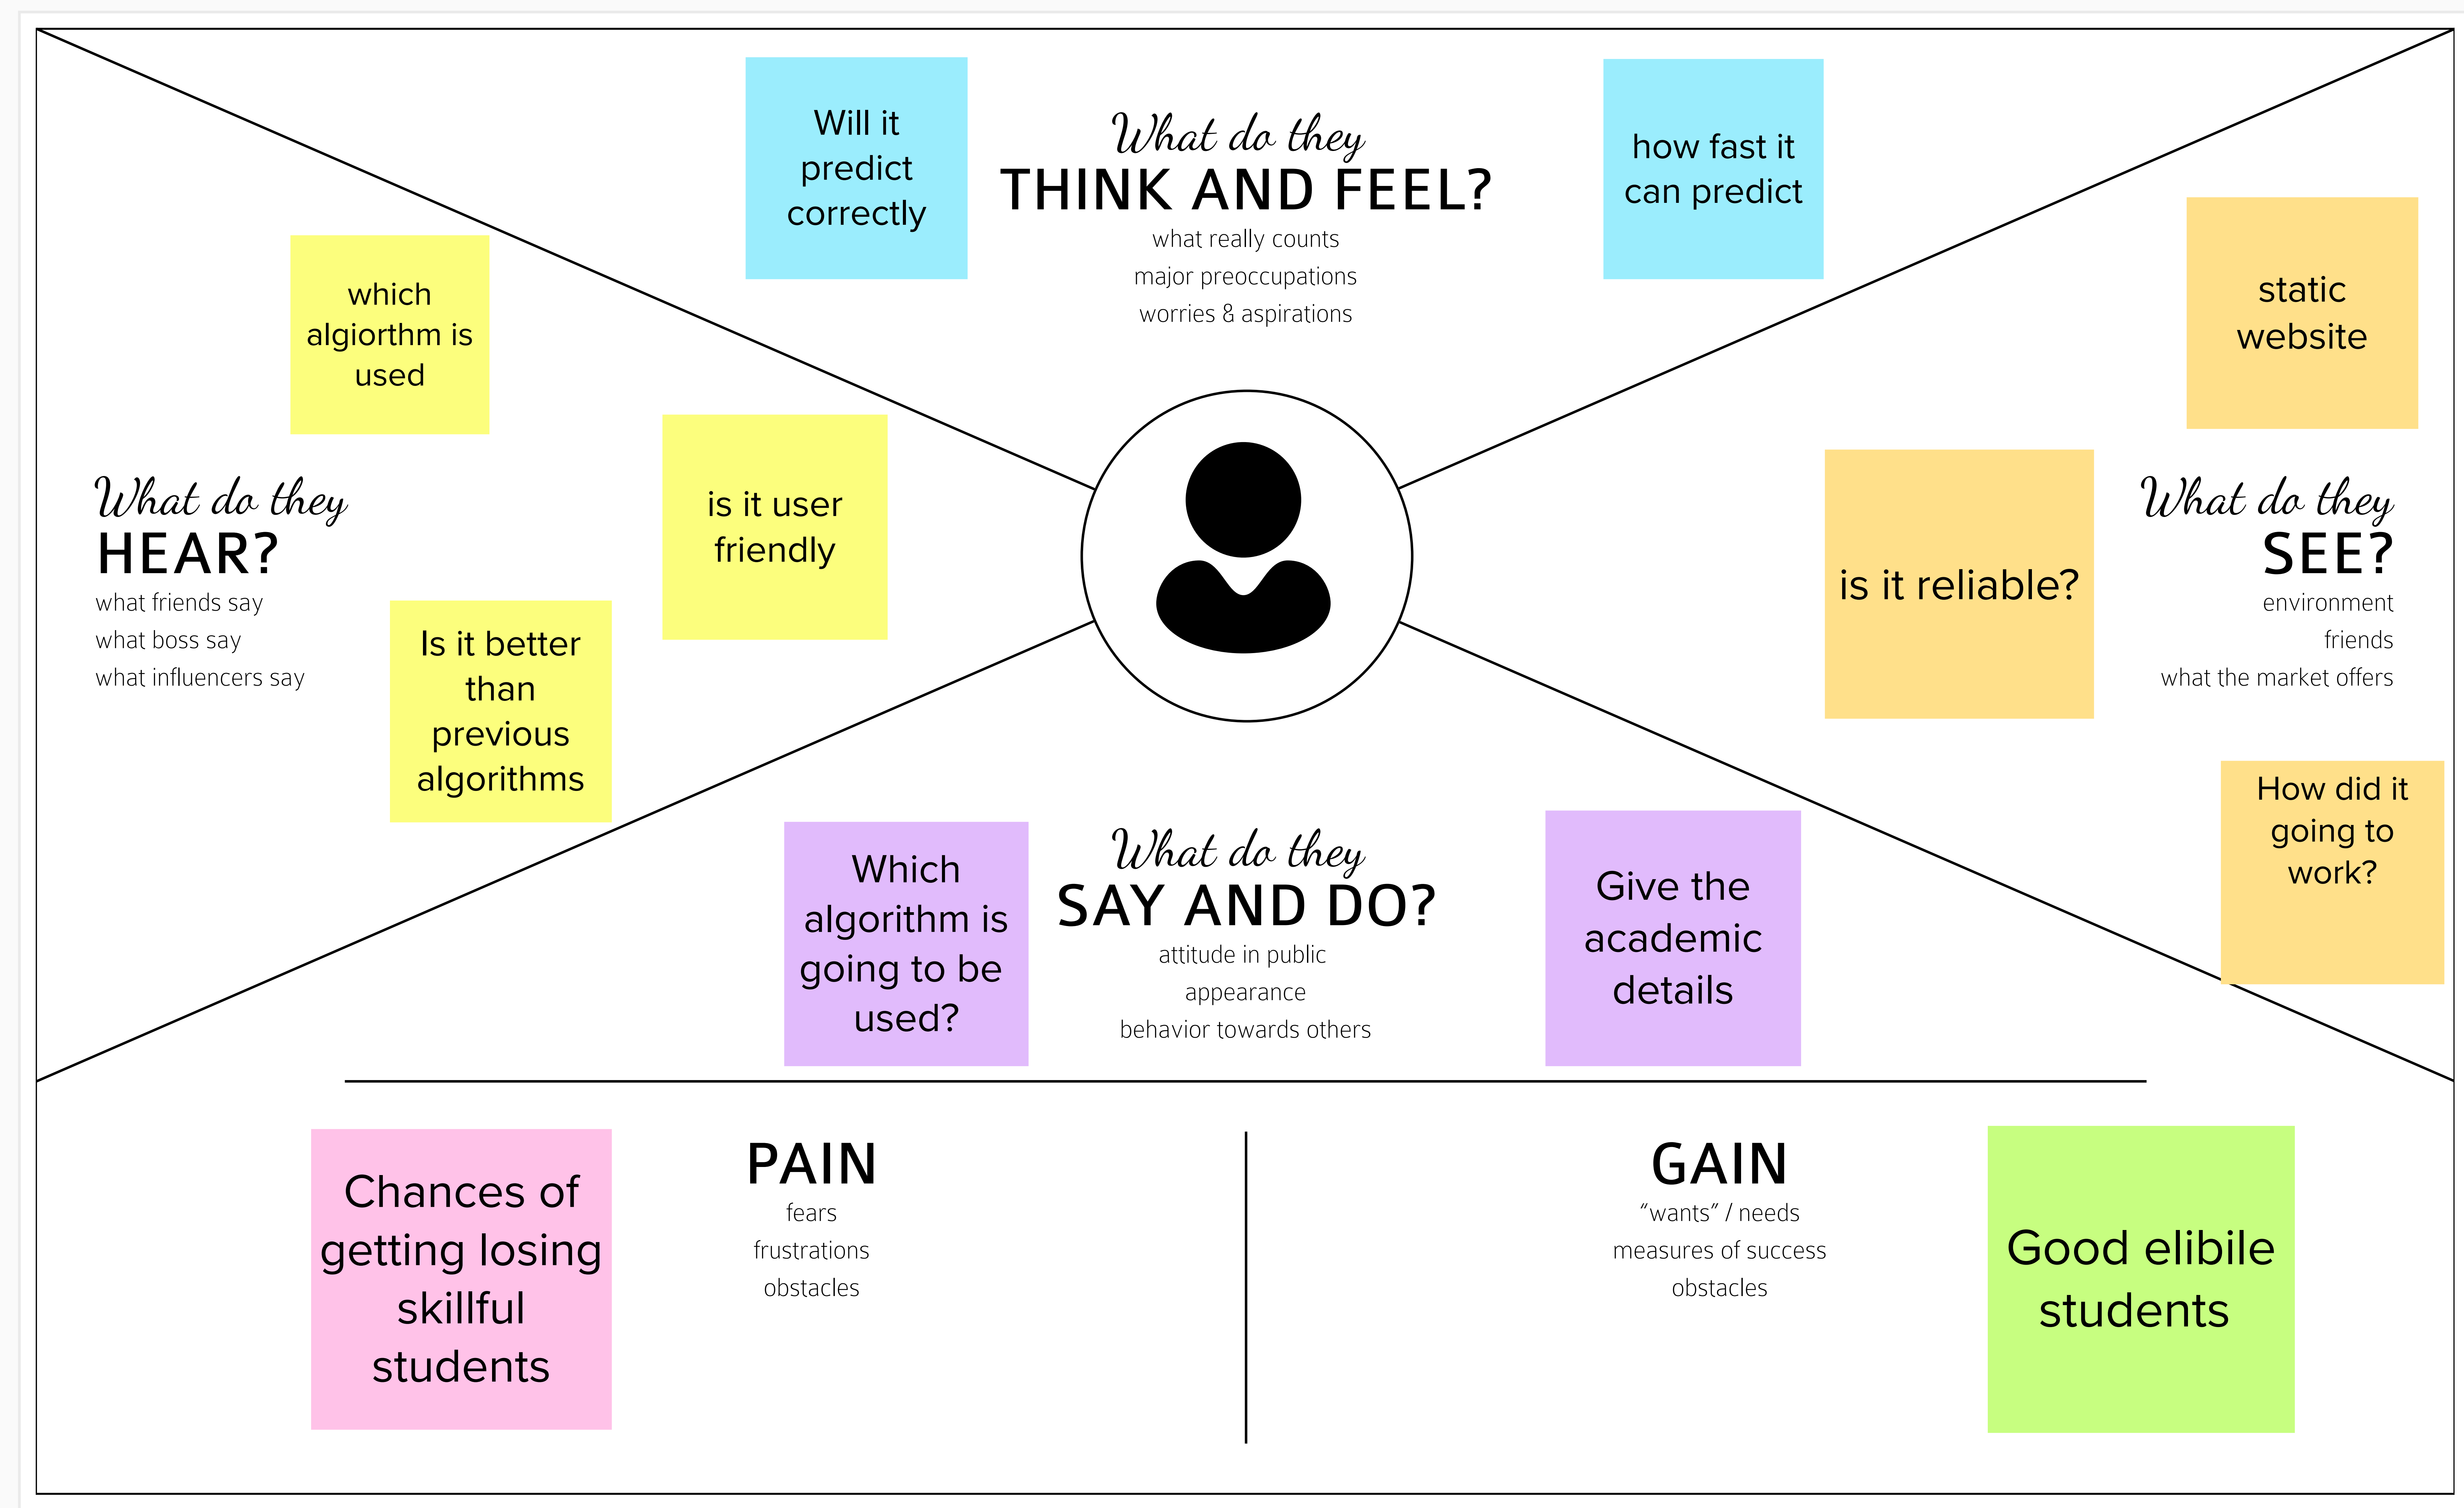 Will it
predict
correctly
What do they
THINK AND FEEL?
what really counts
major preoccupations
worries & aspirations
how fast it
can predict
which
algiorthm is
used
is it user
friendly
What do they
HEAR?
what friends say
what boss say
what influencers say
Is it better
than
previous
algorithms
static
website
is it reliable?
What do they
SEE?
environment
friends
what the market offers
How did it
going to
work?
Which
algorithm is
going to be
used?
What do they
SAY AND DO?
attitude in public
appearance
behavior towards others
Give the
academic
details
Chances of
getting losing
skillful
students
PAIN
fears
frustrations
obstacles
GAIN
“wants” / needs
measures of success
obstacles
Good elibile
students